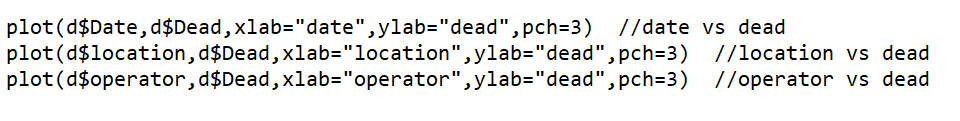 plot(d$Date,d$Dead,xlab="date",ylab="dead",pch=3)  //date vs dead
plot(d$location,d$Dead,xlab="location",ylab="dead",pch=3)  //location vs dead
plot(d$operator,d$Dead,xlab="operator",ylab="dead",pch=3)  //operator vs dead